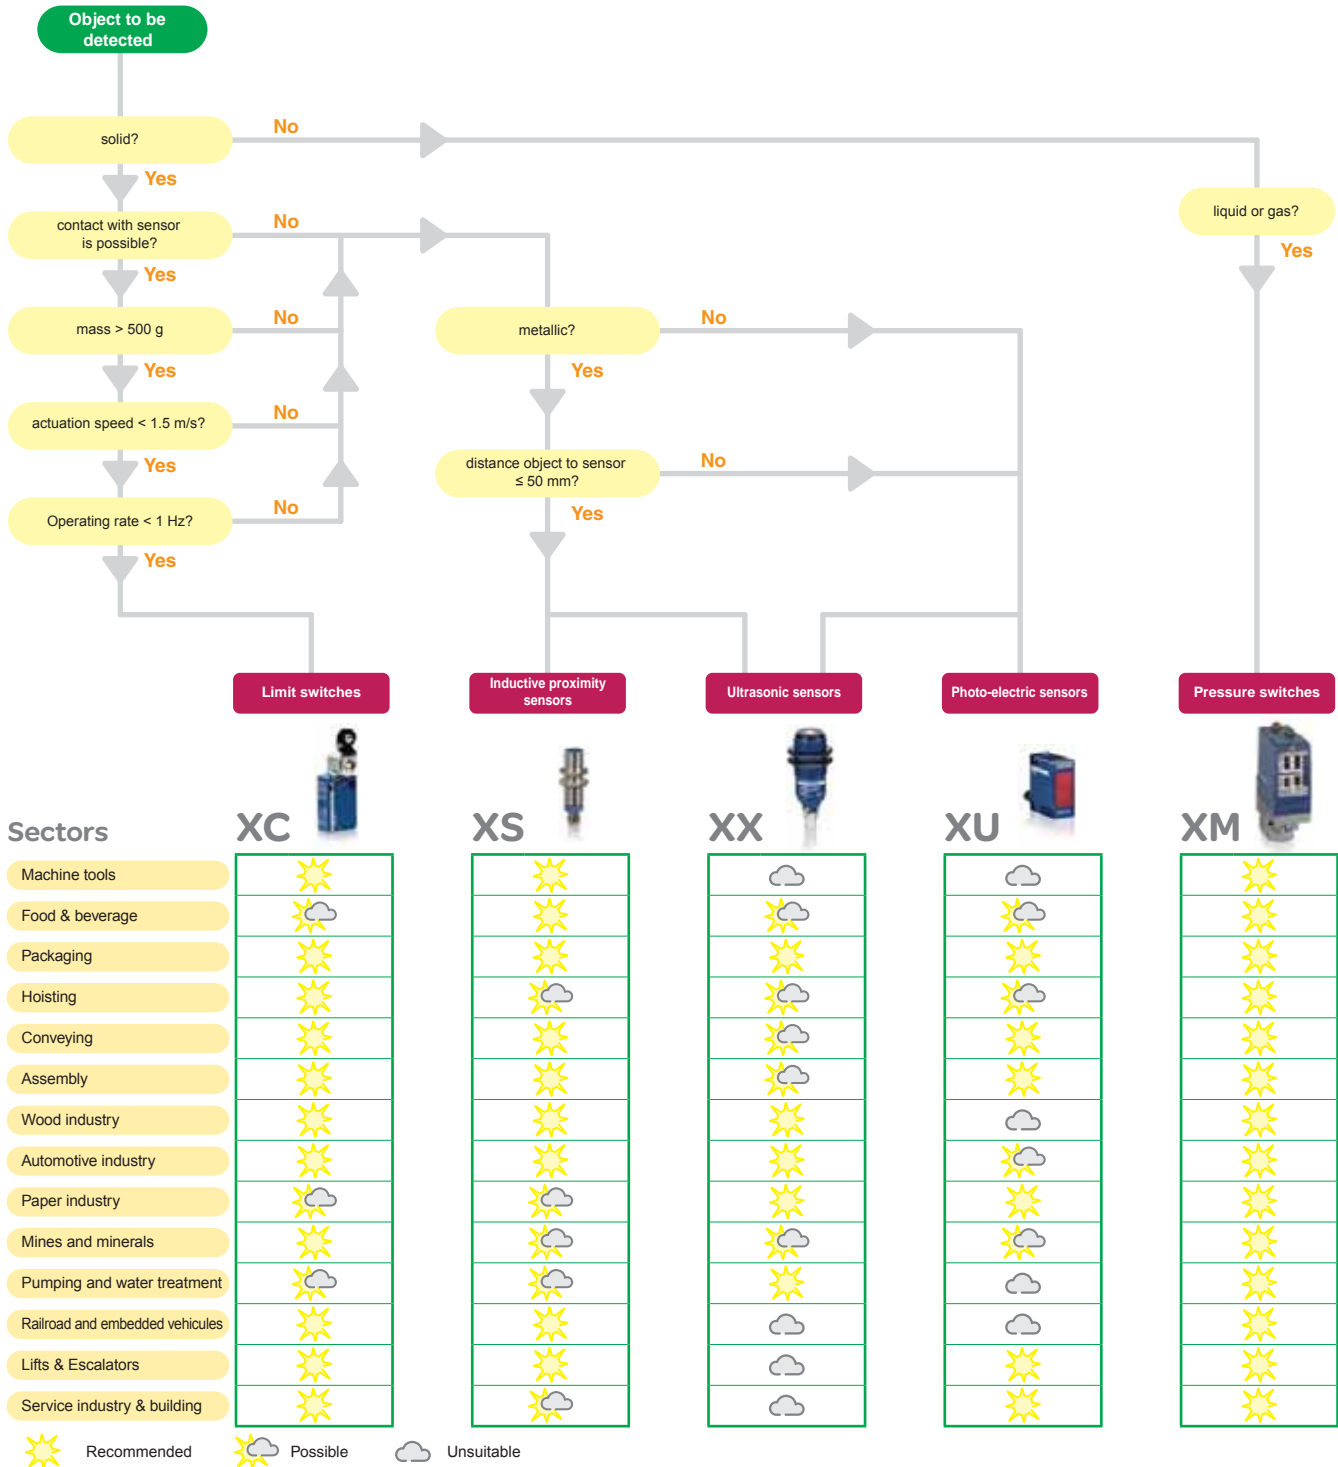 Object to be
detected
solid?
No
Yes
contact with sensor
is possible?
No
liquid or gas?
Yes
Yes
mass > 500 g
No
metallic?
No
Yes
Yes
actuation speed < 1.5 m/s?
No
Yes
distance object to sensor
≤ 50 mm?
No
Yes
Operating rate < 1 Hz?
No
Yes
Limit switches
Inductive proximity
sensors
Ultrasonic sensors
Photo-electric sensors
Pressure switches
Sectors
XC
XS
XX
XU
XM
Machine tools
Food & beverage
Packaging
Hoisting
Conveying
Assembly
Wood industry
Automotive industry
Paper industry
Mines and minerals
Pumping and water treatment
Railroad and embedded vehicules
Lifts & Escalators
Service industry & building
Recommended
Possible
Unsuitable